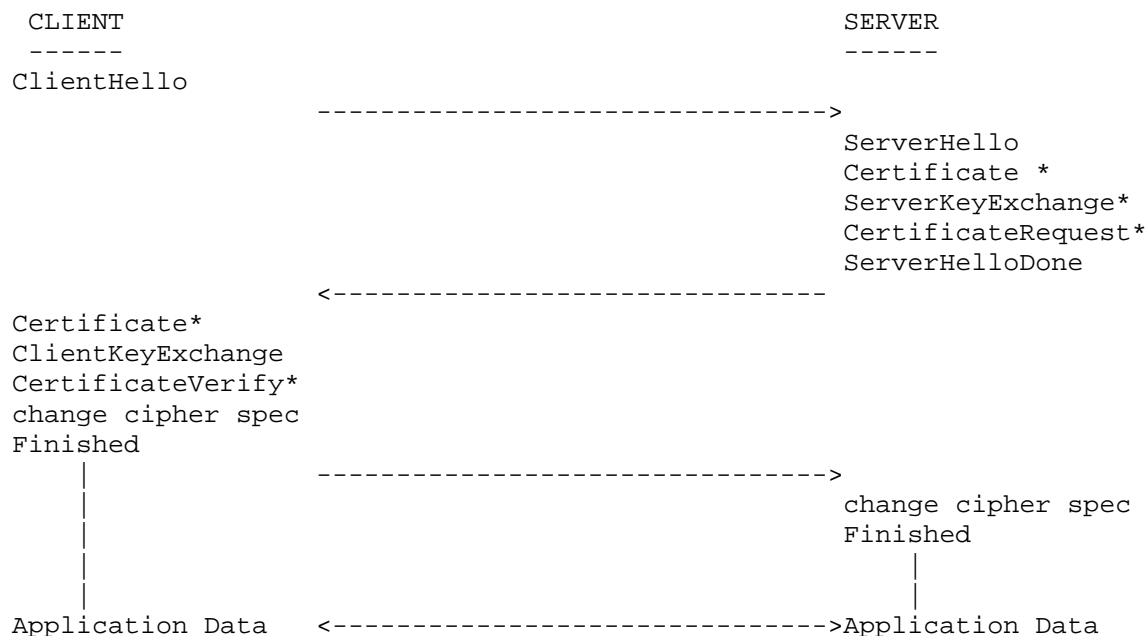 CLIENT                                              SERVER
------                                              ------
ClientHello
-------------------------------->
ServerHello
Certificate *
ServerKeyExchange*
CertificateRequest*
ServerHelloDone
<-------------------------------
Certificate*
ClientKeyExchange
CertificateVerify*
change cipher spec
Finished
| -------------------------------->
| change cipher spec
| Finished
| |
| |
Application Data <------------------------------->Application Data